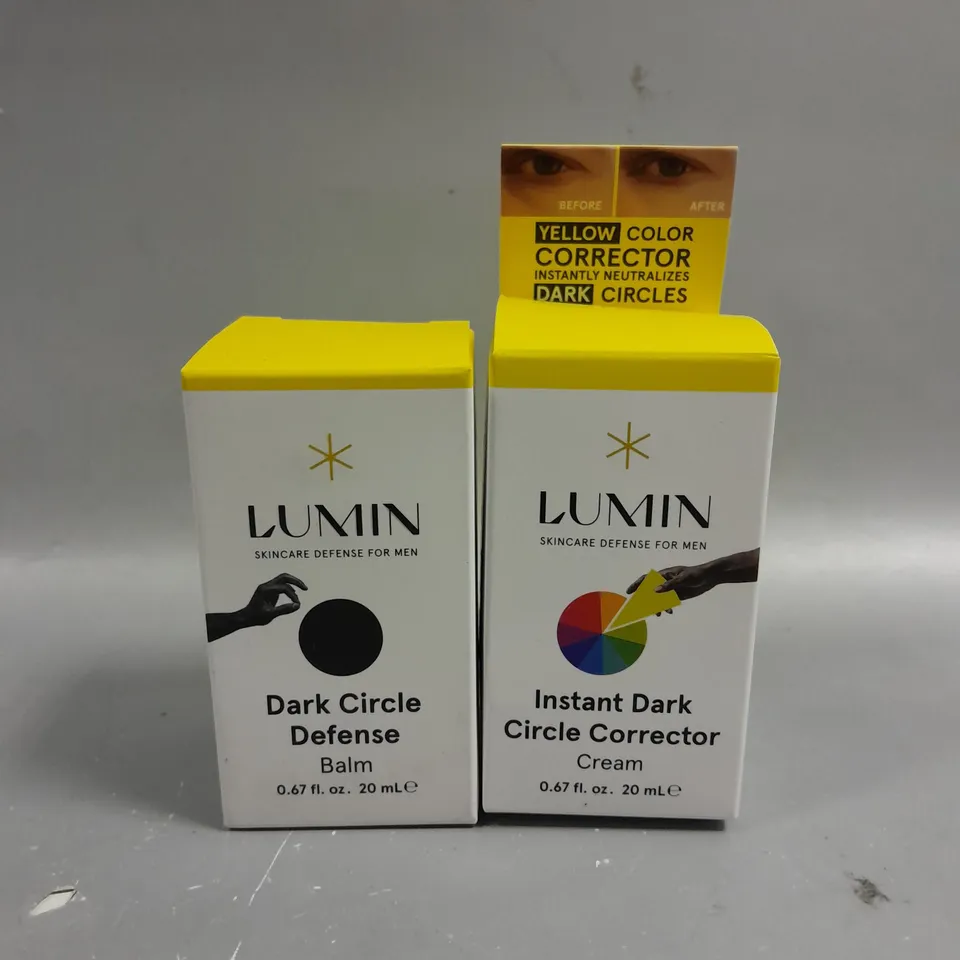 BEFORE
AFTER
YELLOW COLOR
CORRECTOR
INSTANTLY NEUTRALIZES
DARK CIRCLES
LUMIN
SKINCARE DEFENSE FOR MEN
Dark Circle
Defense
Balm
0.67 fl. oz. 20 mL℮
LUMIN
SKINCARE DEFENSE FOR MEN
Instant Dark
Circle Corrector
Cream
0.67 fl. oz. 20 mL℮